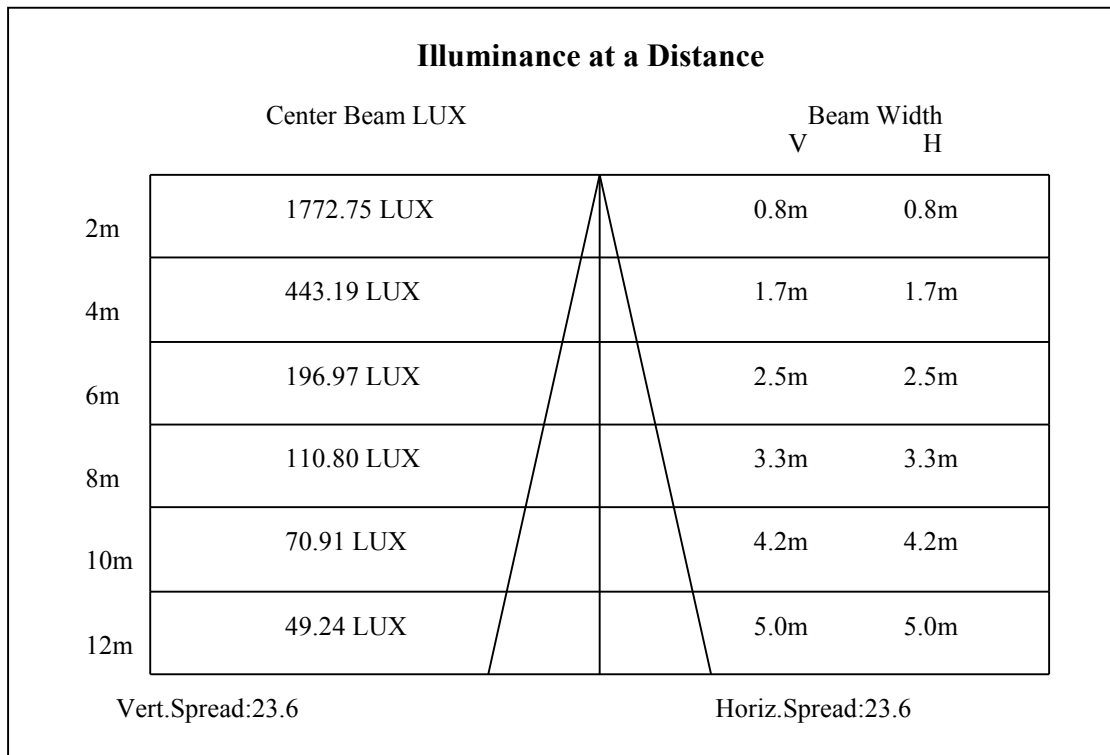 Illuminance at a Distance
Center Beam LUX Beam Width
V H
2m 1772.75 LUX 0.8m 0.8m
4m 443.19 LUX 1.7m 1.7m
6m 196.97 LUX 2.5m 2.5m
8m 110.80 LUX 3.3m 3.3m
10m 70.91 LUX 4.2m 4.2m
12m 49.24 LUX 5.0m 5.0m
Vert.Spread:23.6 Horiz.Spread:23.6